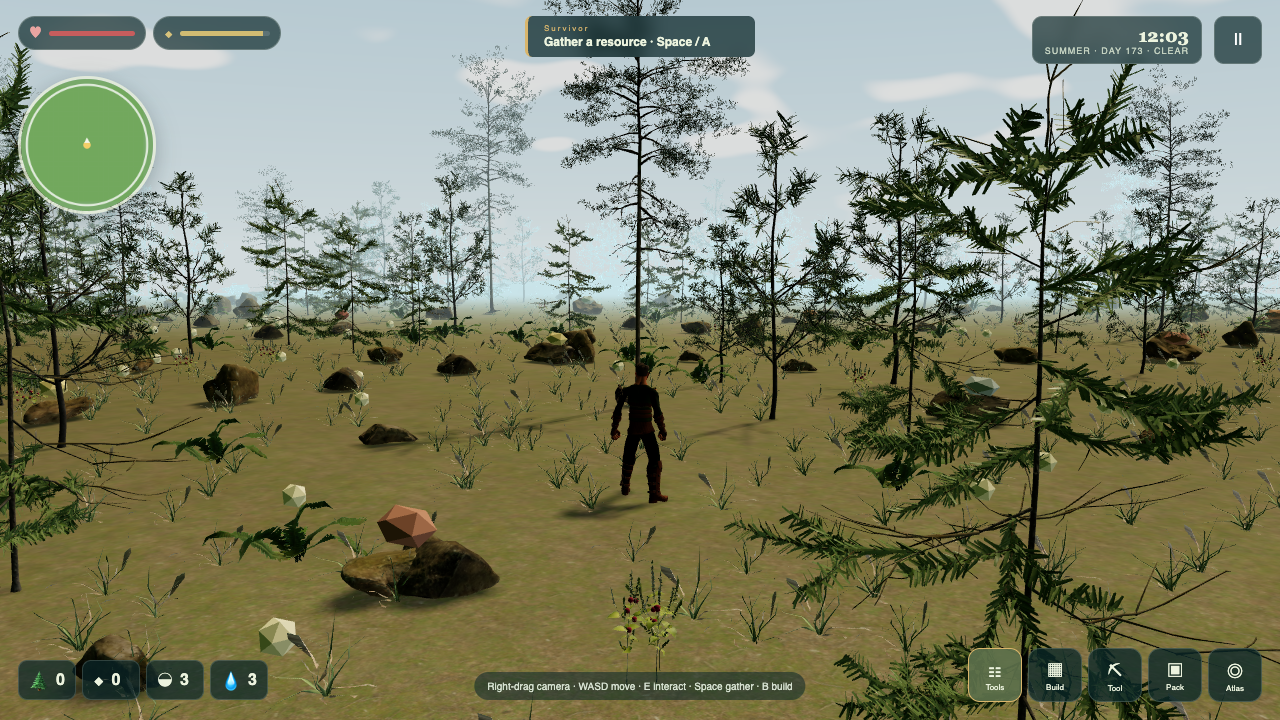 Survivor
Gather a resource · Space / A
12:03
SUMMER · DAY 173 · CLEAR
0
0
3
3
Right-drag camera · WASD move · E interact · Space gather · B build
Tools
Build
Tool
Pack
Atlas